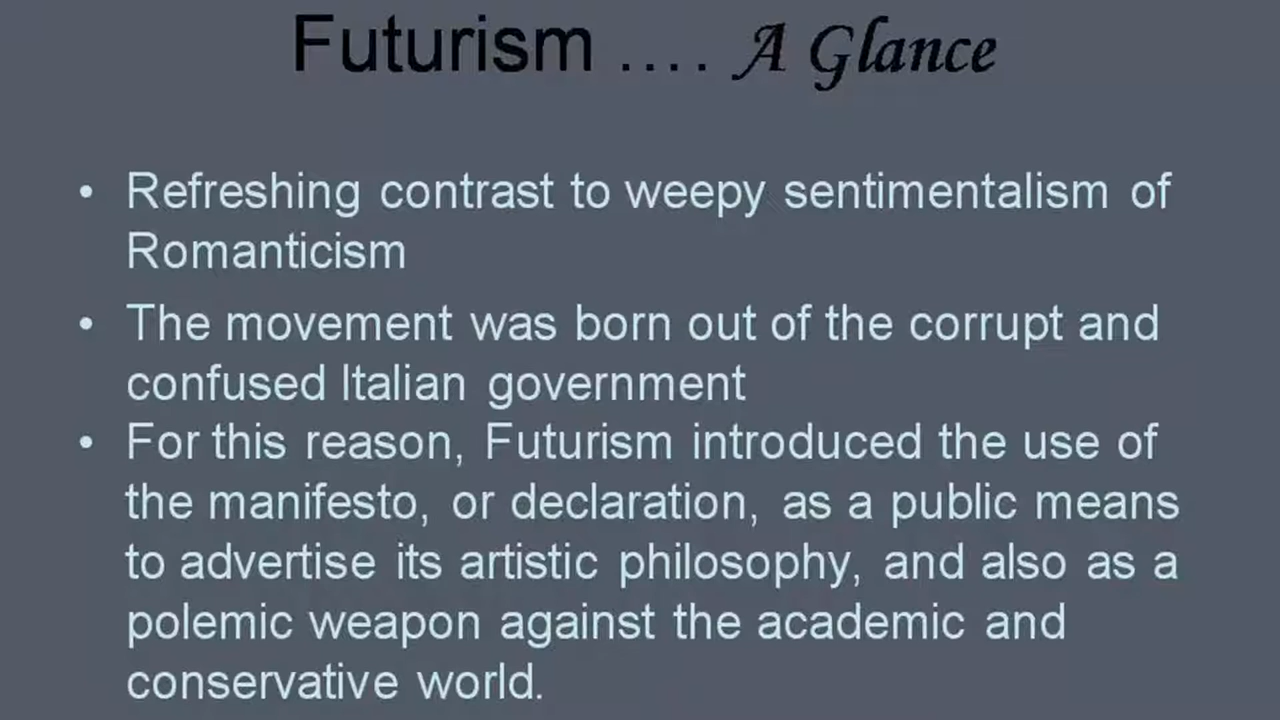 Futurism .... A Glance
• Refreshing contrast to weepy sentimentalism of
Romanticism
• The movement was born out of the corrupt and
confused Italian government
• For this reason, Futurism introduced the use of
the manifesto, or declaration, as a public means
to advertise its artistic philosophy, and also as a
polemic weapon against the academic and
conservative world.